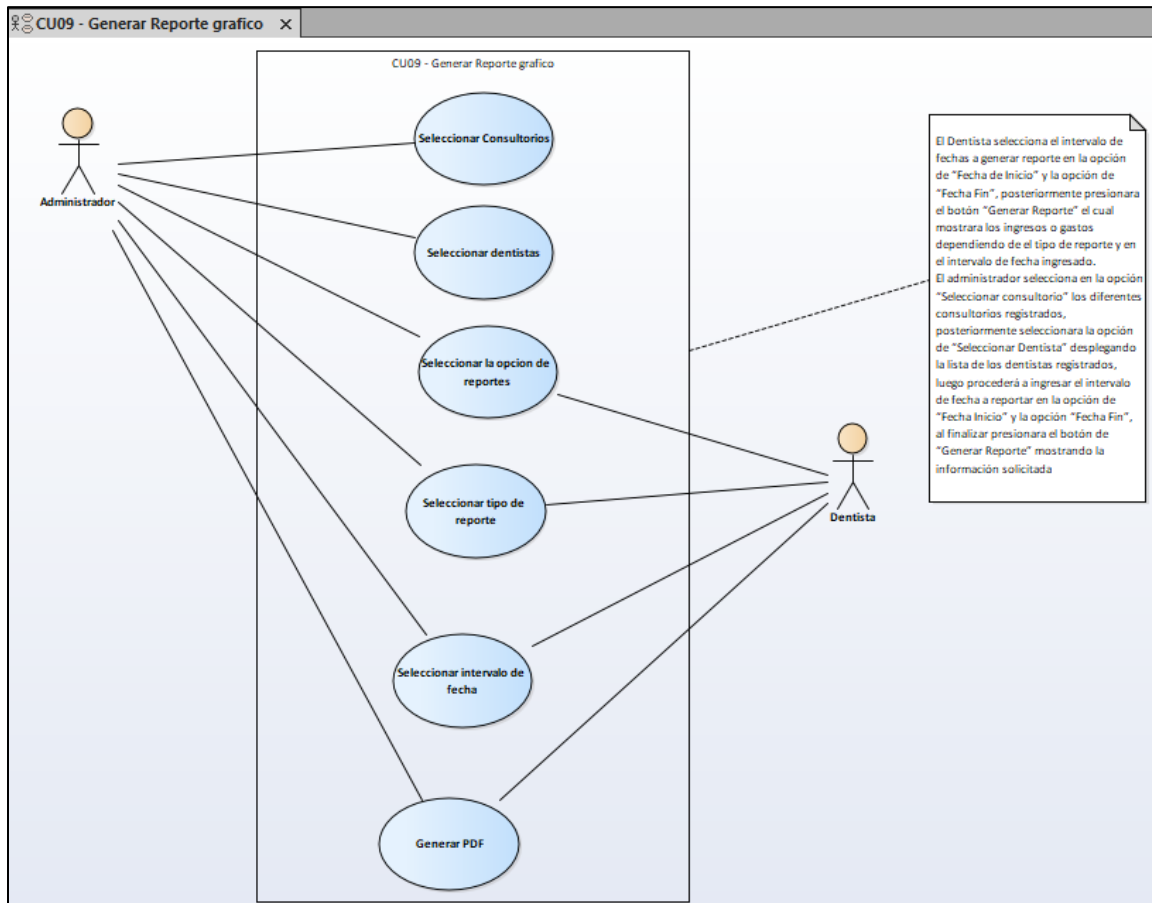 CU09 - Generar Reporte grafico
CU09 - Generar Reporte grafico
Administrador
Seleccionar Consultorios
Seleccionar dentistas
Seleccionar la opcion de
reportes
Seleccionar tipo de
reporte
Seleccionar intervalo de
fecha
Generar PDF
Dentista
El Dentista selecciona el intervalo de
fechas a generar reporte en la opción
de "Fecha de Inicio" y la opción de
"Fecha Fin", posteriormente presionara
el botón "Generar Reporte" el cual
mostrara los ingresos o gastos
dependiendo de el tipo de reporte y en
el intervalo de fecha ingresado.
El administrador selecciona en la opción
"Seleccionar consultorio" los diferentes
consultorios registrados,
posteriormente seleccionara la opción
de "Seleccionar Dentista" desplegando
la lista de los dentistas registrados,
luego procederá a ingresar el intervalo
de fecha a reportar en la opción de
"Fecha Inicio" y la opción "Fecha Fin",
al finalizar presionara el botón de
"Generar Reporte" mostrando la
información solicitada